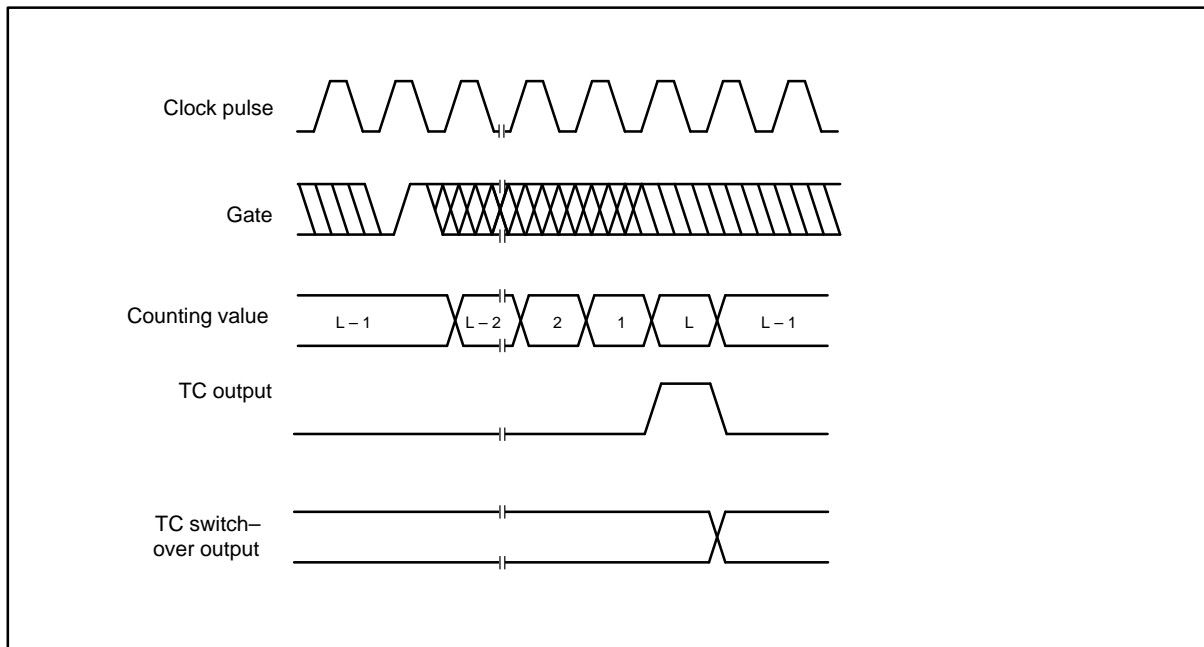 Clock pulse
Gate
Counting value
L – 1
L – 2
2
1
L
L – 1
TC output
TC switch–
over output